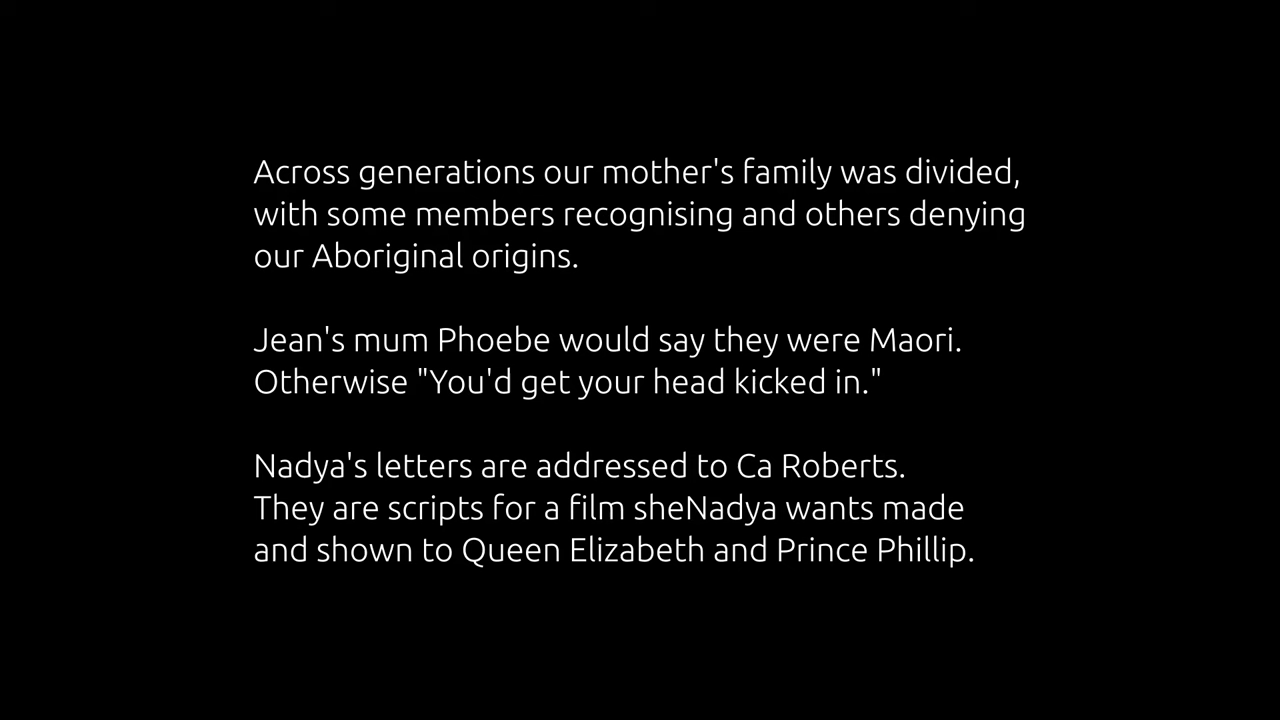 Across generations our mother's family was divided,
with some members recognising and others denying
our Aboriginal origins.
Jean's mum Phoebe would say they were Maori.
Otherwise "You'd get your head kicked in."
Nadya's letters are addressed to Ca Roberts.
They are scripts for a film sheNadya wants made
and shown to Queen Elizabeth and Prince Phillip.